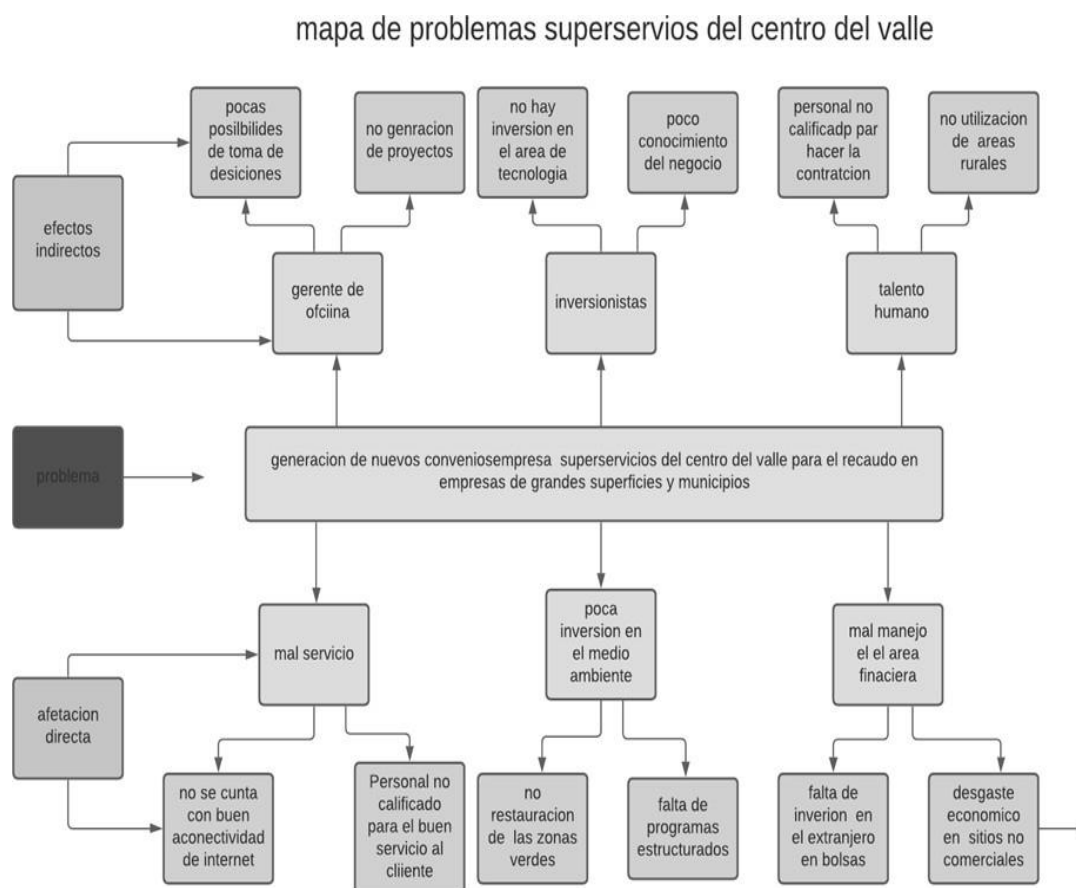 mapa de problemas superservios del centro del valle
pocas
posilbilides
de toma de
desiciones
no genracion
de proyectos
no hay
inversion en
el area de
tecnologia
poco
conocimiento
del negocio
personal no
calificadp par
hacer la
contratcion
no utilizacion
de areas
rurales
efectos
indirectos
gerente de
ofciina
inversionistas
talento
humano
problema
generacion de nuevos conveniosempresa superservicios del centro del valle para el recaudo en
empresas de grandes superficies y municipios
mal servicio
poca
inversion en
el medio
ambiente
mal manejo
el el area
finaciera
afetacion
directa
no se cunta
con buen
aconectividad
de internet
Personal no
calificado
para el buen
servicio al
cliiente
no
restauracion
de las zonas
verdes
falta de
programas
estructurados
falta de
inverion en
el extranjero
en bolsas
desgaste
economico
en sitios no
comerciales